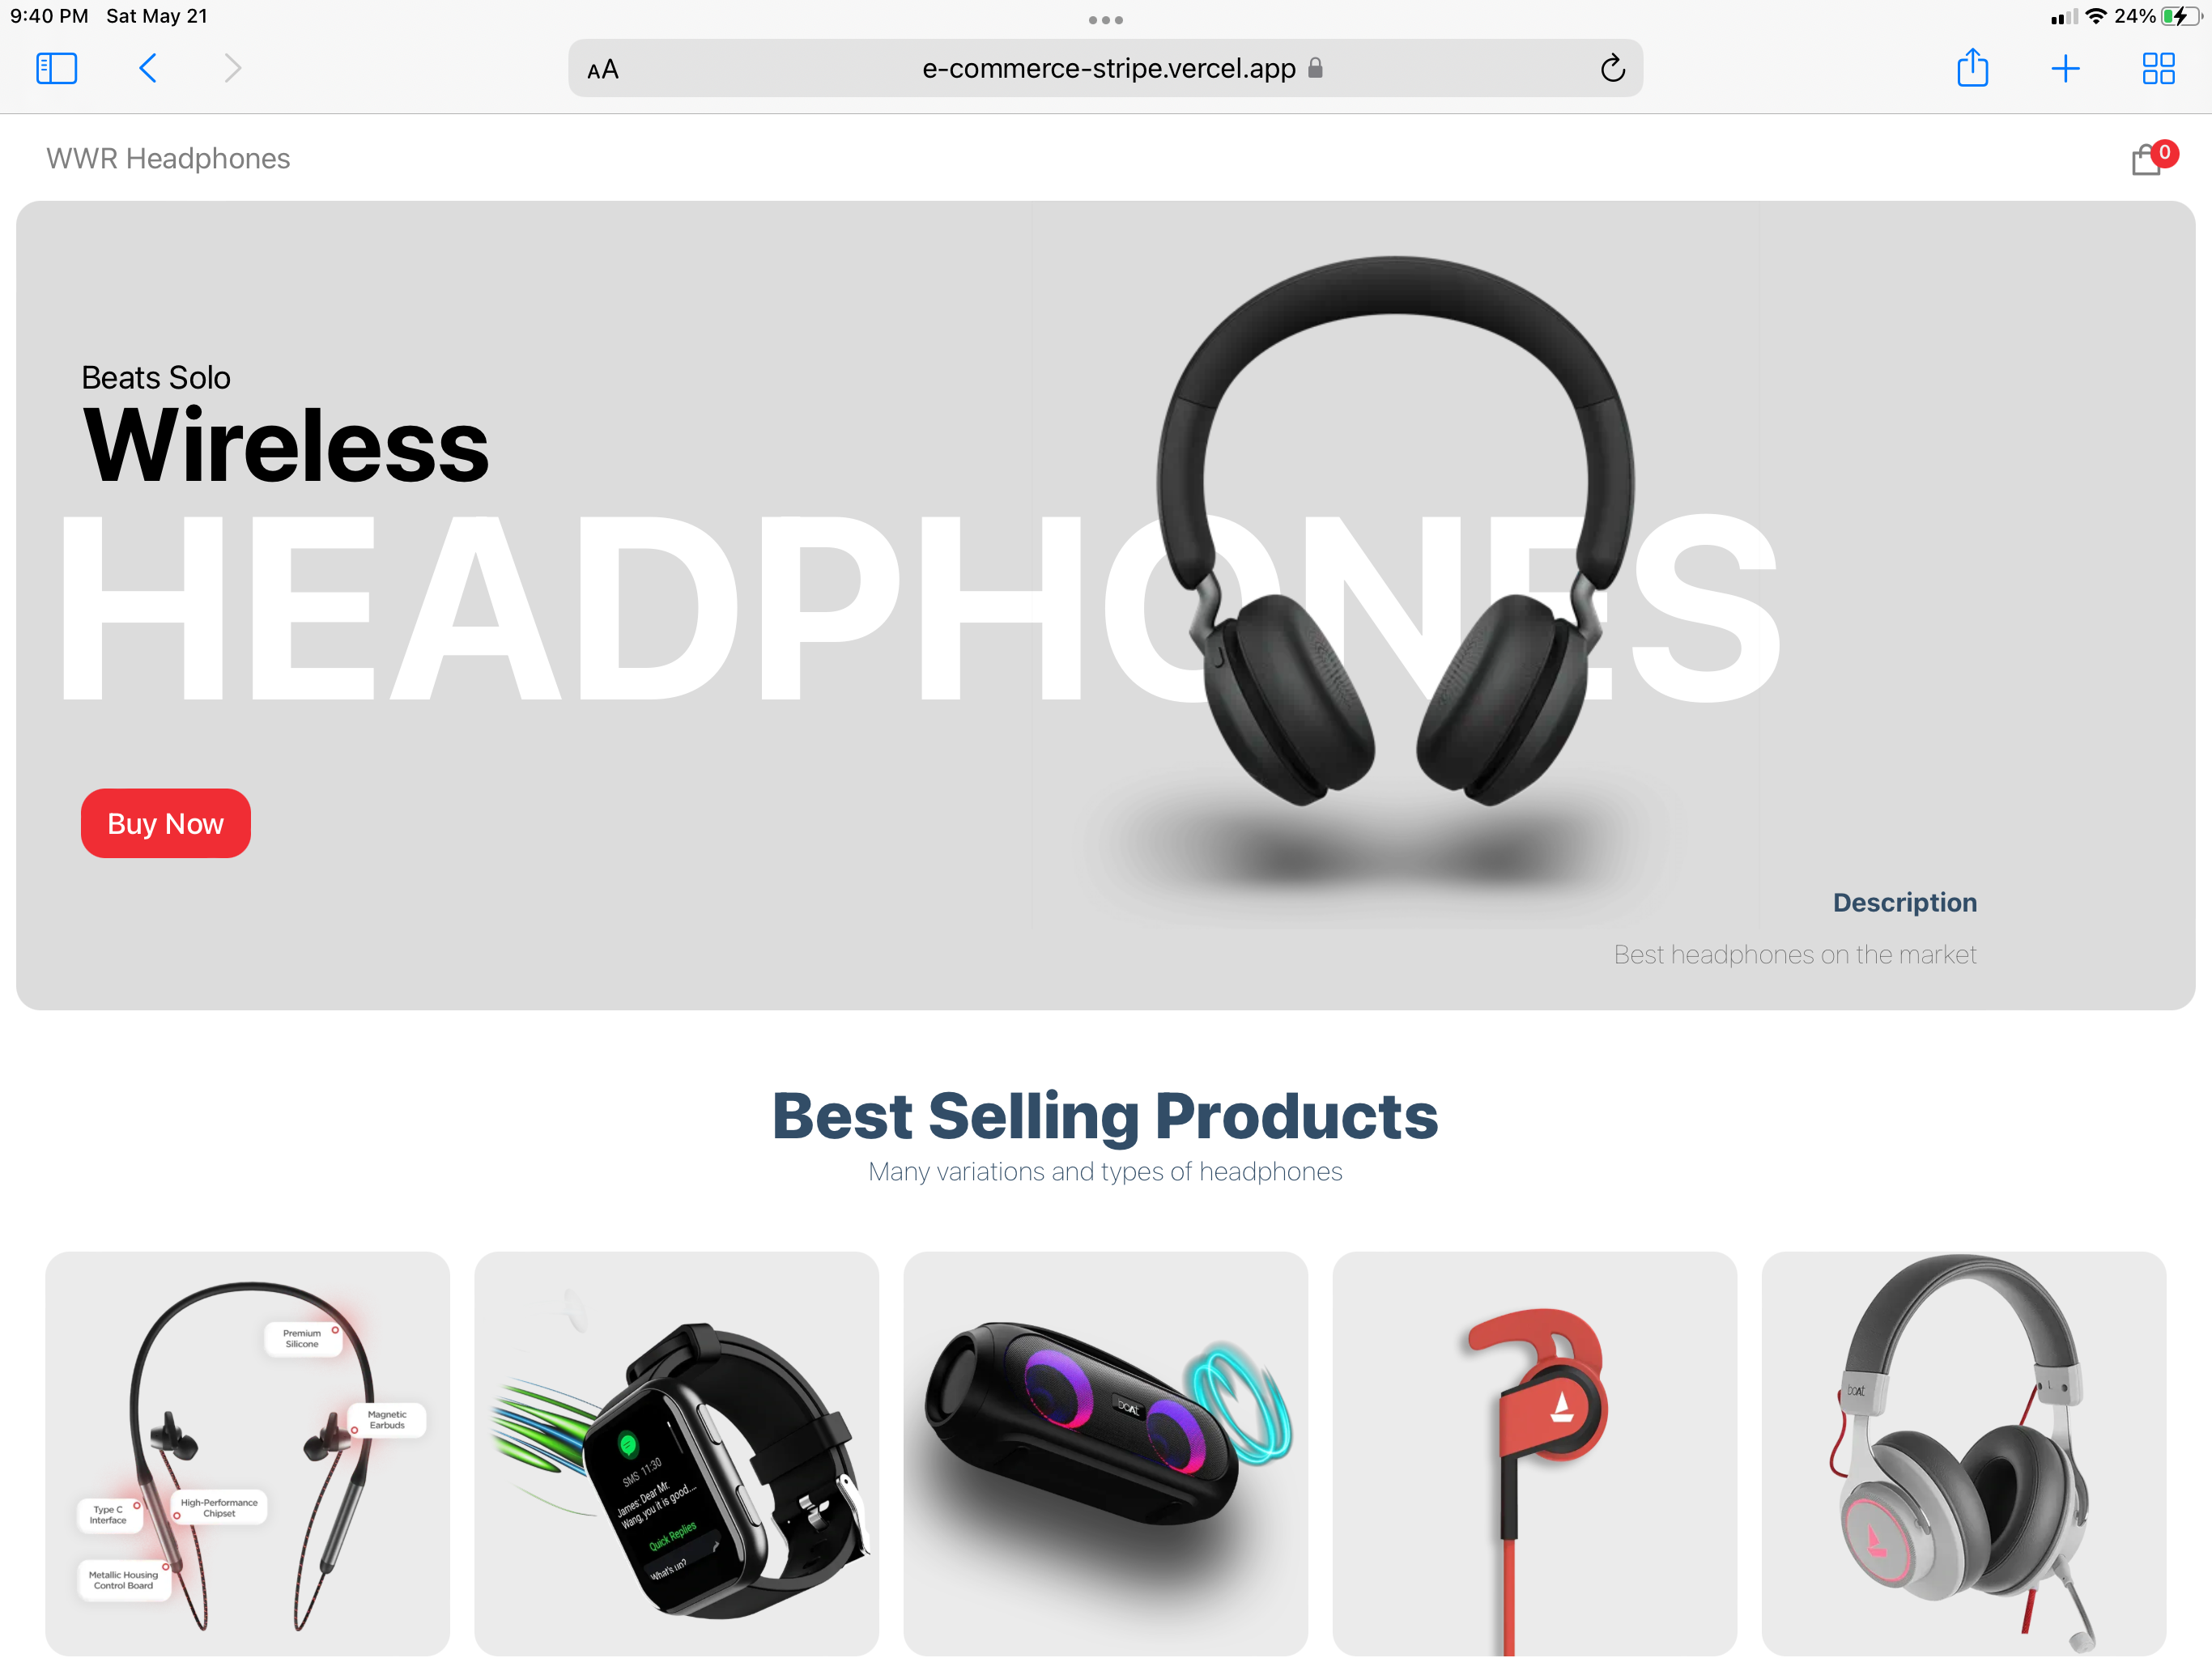 9:40 PM Sat May 21
24%
AA
e-commerce-stripe.vercel.app
WWR Headphones
0
Beats Solo
Wireless
HEADPHONES
Buy Now
Description
Best headphones on the market
Best Selling Products
Many variations and types of headphones
Premium
Silicone
Magnetic
Earbuds
Type C
Interface
High-Performance
Chipset
Metallic Housing
Control Board
SMS 11:30
James: Dear Mr.
Wang, you it is good....
Quick Replies
What's up?
boAt
boAt
L